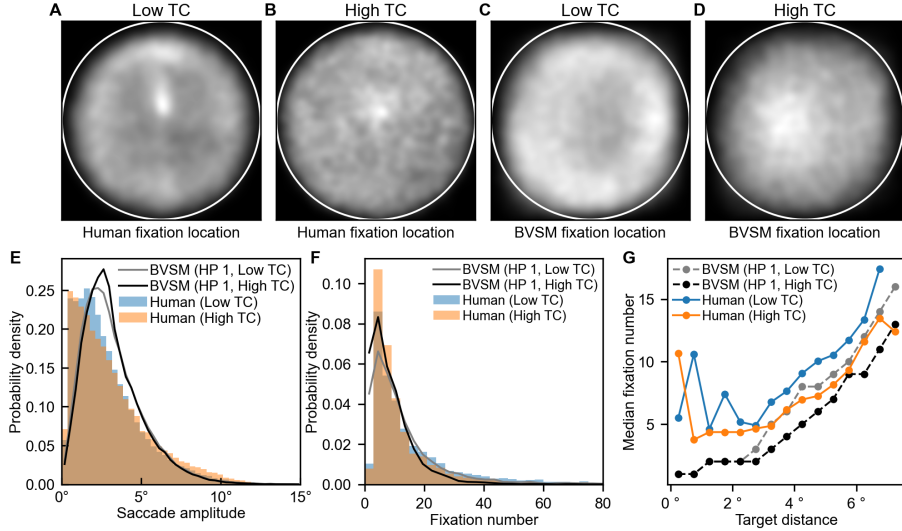 A Low TC
B High TC
C Low TC
D High TC
Human fixation location
Human fixation location
BVSM fixation location
BVSM fixation location
E
BVSM (HP 1, Low TC)
BVSM (HP 1, High TC)
Human (Low TC)
Human (High TC)
Probability density
0.25
0.20
0.15
0.10
0.05
0.00
0° 5° 10° 15°
Saccade amplitude
F
BVSM (HP 1, Low TC)
BVSM (HP 1, High TC)
Human (Low TC)
Human (High TC)
Probability density
0.10
0.08
0.06
0.04
0.02
0.00
0 20 40 60 80
Fixation number
G
BVSM (HP 1, Low TC)
BVSM (HP 1, High TC)
Human (Low TC)
Human (High TC)
Median fixation number
15
10
5
0° 2° 4° 6°
Target distance